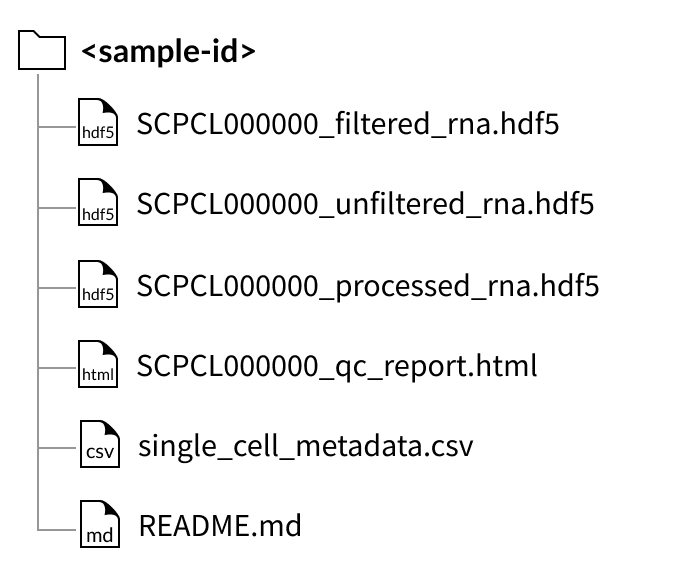 <sample-id>
hdf5 SCPCL000000_filtered_rna.hdf5
hdf5 SCPCL000000_unfiltered_rna.hdf5
hdf5 SCPCL000000_processed_rna.hdf5
html SCPCL000000_qc_report.html
csv single_cell_metadata.csv
md README.md